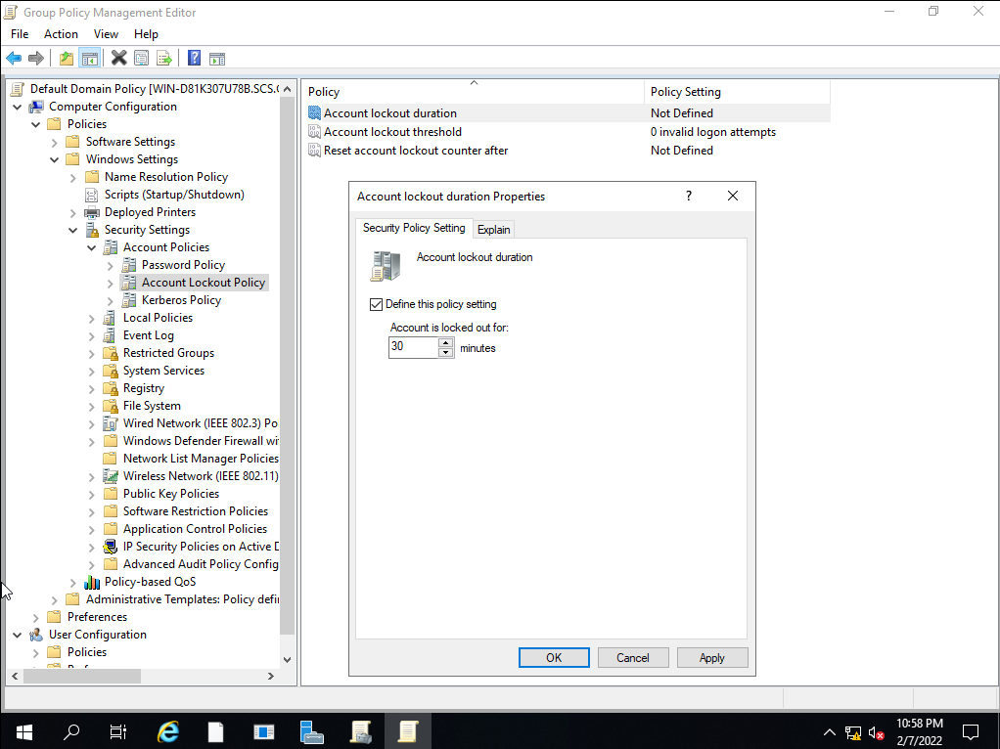 Group Policy Management Editor
File Action View Help
Default Domain Policy [WIN-D81K307U78B.SCS.
Computer Configuration
Policies
Software Settings
Windows Settings
Name Resolution Policy
Scripts (Startup/Shutdown)
Deployed Printers
Security Settings
Account Policies
Password Policy
Account Lockout Policy
Kerberos Policy
Local Policies
Event Log
Restricted Groups
System Services
Registry
File System
Wired Network (IEEE 802.3) Po
Windows Defender Firewall wi
Network List Manager Policies
Wireless Network (IEEE 802.11)
Public Key Policies
Software Restriction Policies
Application Control Policies
IP Security Policies on Active D
Advanced Audit Policy Config
Policy-based QoS
Administrative Templates: Policy defi
Preferences
User Configuration
Policies
Policy Policy Setting
Account lockout duration Not Defined
Account lockout threshold 0 invalid logon attempts
Reset account lockout counter after Not Defined
Account lockout duration Properties ?
Security Policy Setting Explain
Account lockout duration
Define this policy setting
Account is locked out for:
30 minutes
OK Cancel Apply
10:58 PM
2/7/2022